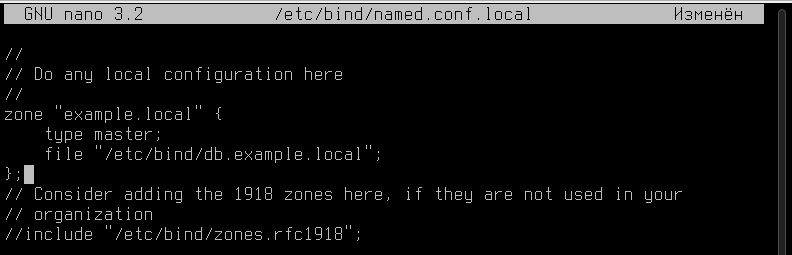 GNU nano 3.2 /etc/bind/named.conf.local Изменён
//
// Do any local configuration here
//
zone "example.local" {
    type master;
    file "/etc/bind/db.example.local";
};
// Consider adding the 1918 zones here, if they are not used in your
// organization
//include "/etc/bind/zones.rfc1918";